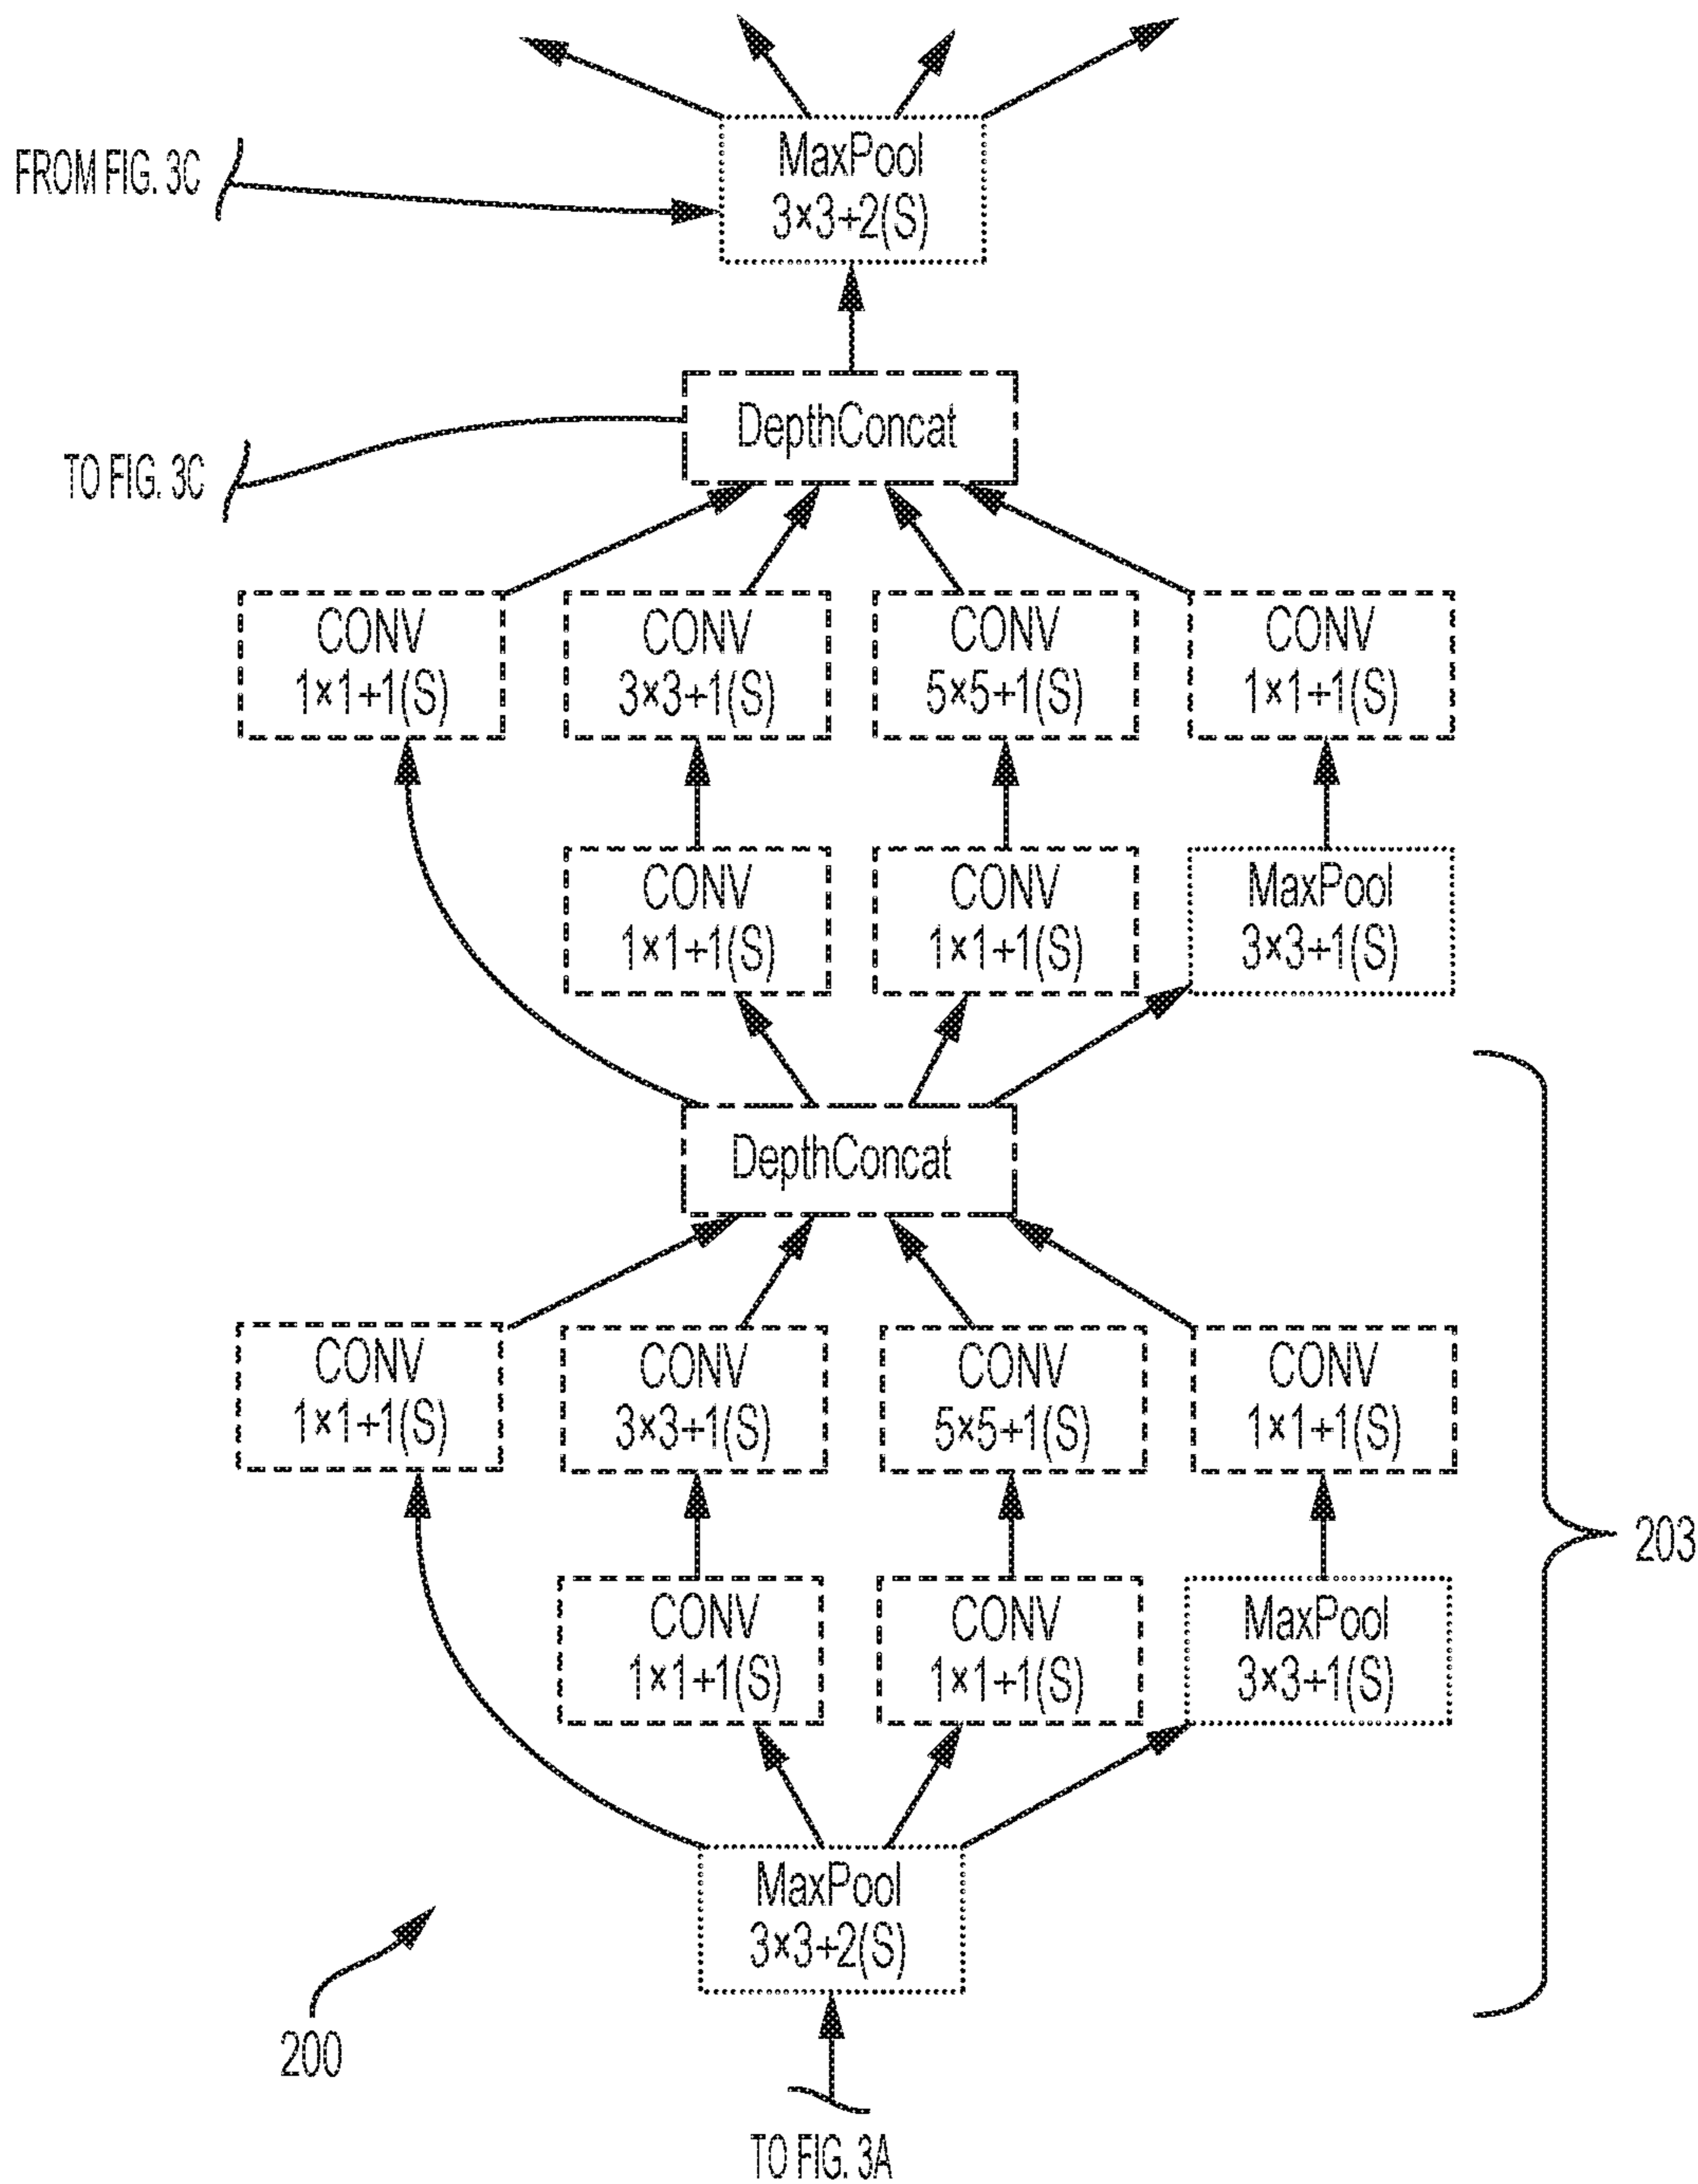 MaxPool
3×3+2(S)
FROM FIG. 3C
DepthConcat
TO FIG. 3C
CONV
1×1+1(S)
CONV
3×3+1(S)
CONV
5×5+1(S)
CONV
1×1+1(S)
CONV
1×1+1(S)
CONV
1×1+1(S)
MaxPool
3×3+1(S)
DepthConcat
CONV
1×1+1(S)
CONV
3×3+1(S)
CONV
5×5+1(S)
CONV
1×1+1(S)
203
CONV
1×1+1(S)
CONV
1×1+1(S)
MaxPool
3×3+1(S)
MaxPool
3×3+2(S)
200
TO FIG. 3A